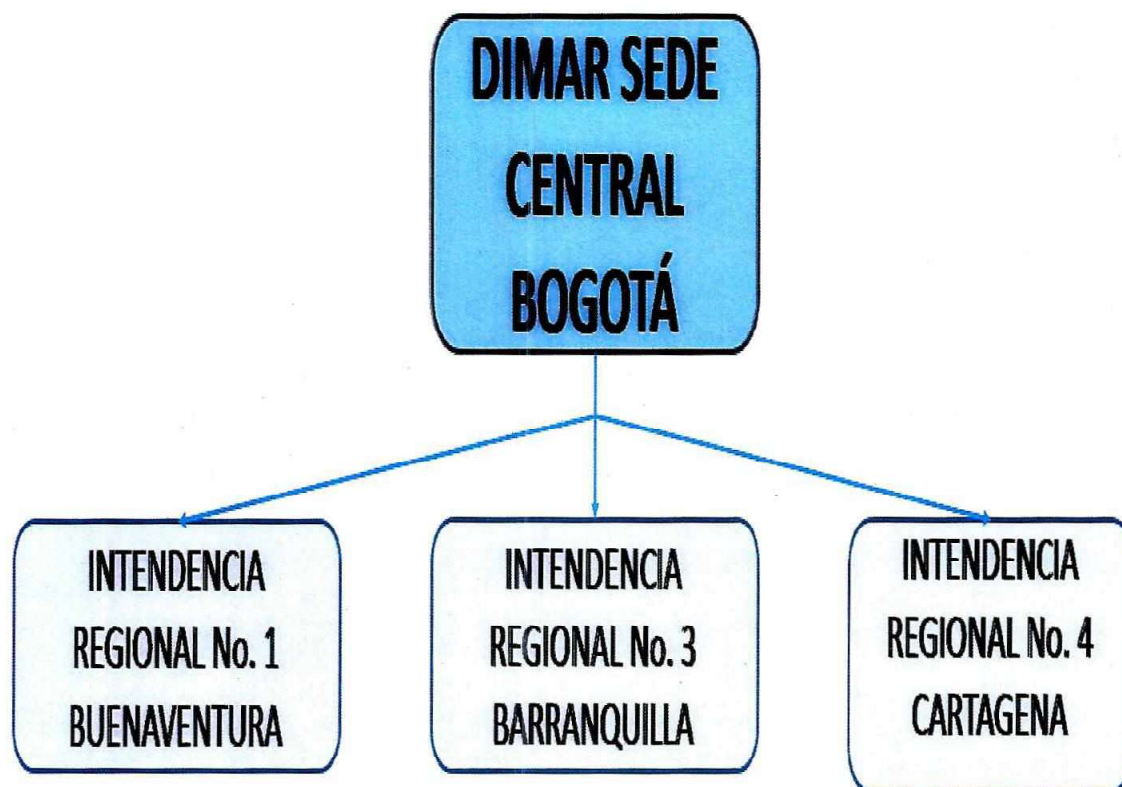 DIMAR SEDE
CENTRAL
BOGOTÁ
INTENDENCIA
REGIONAL No. 1
BUENAVENTURA
INTENDENCIA
REGIONAL No. 3
BARRANQUILLA
INTENDENCIA
REGIONAL No. 4
CARTAGENA